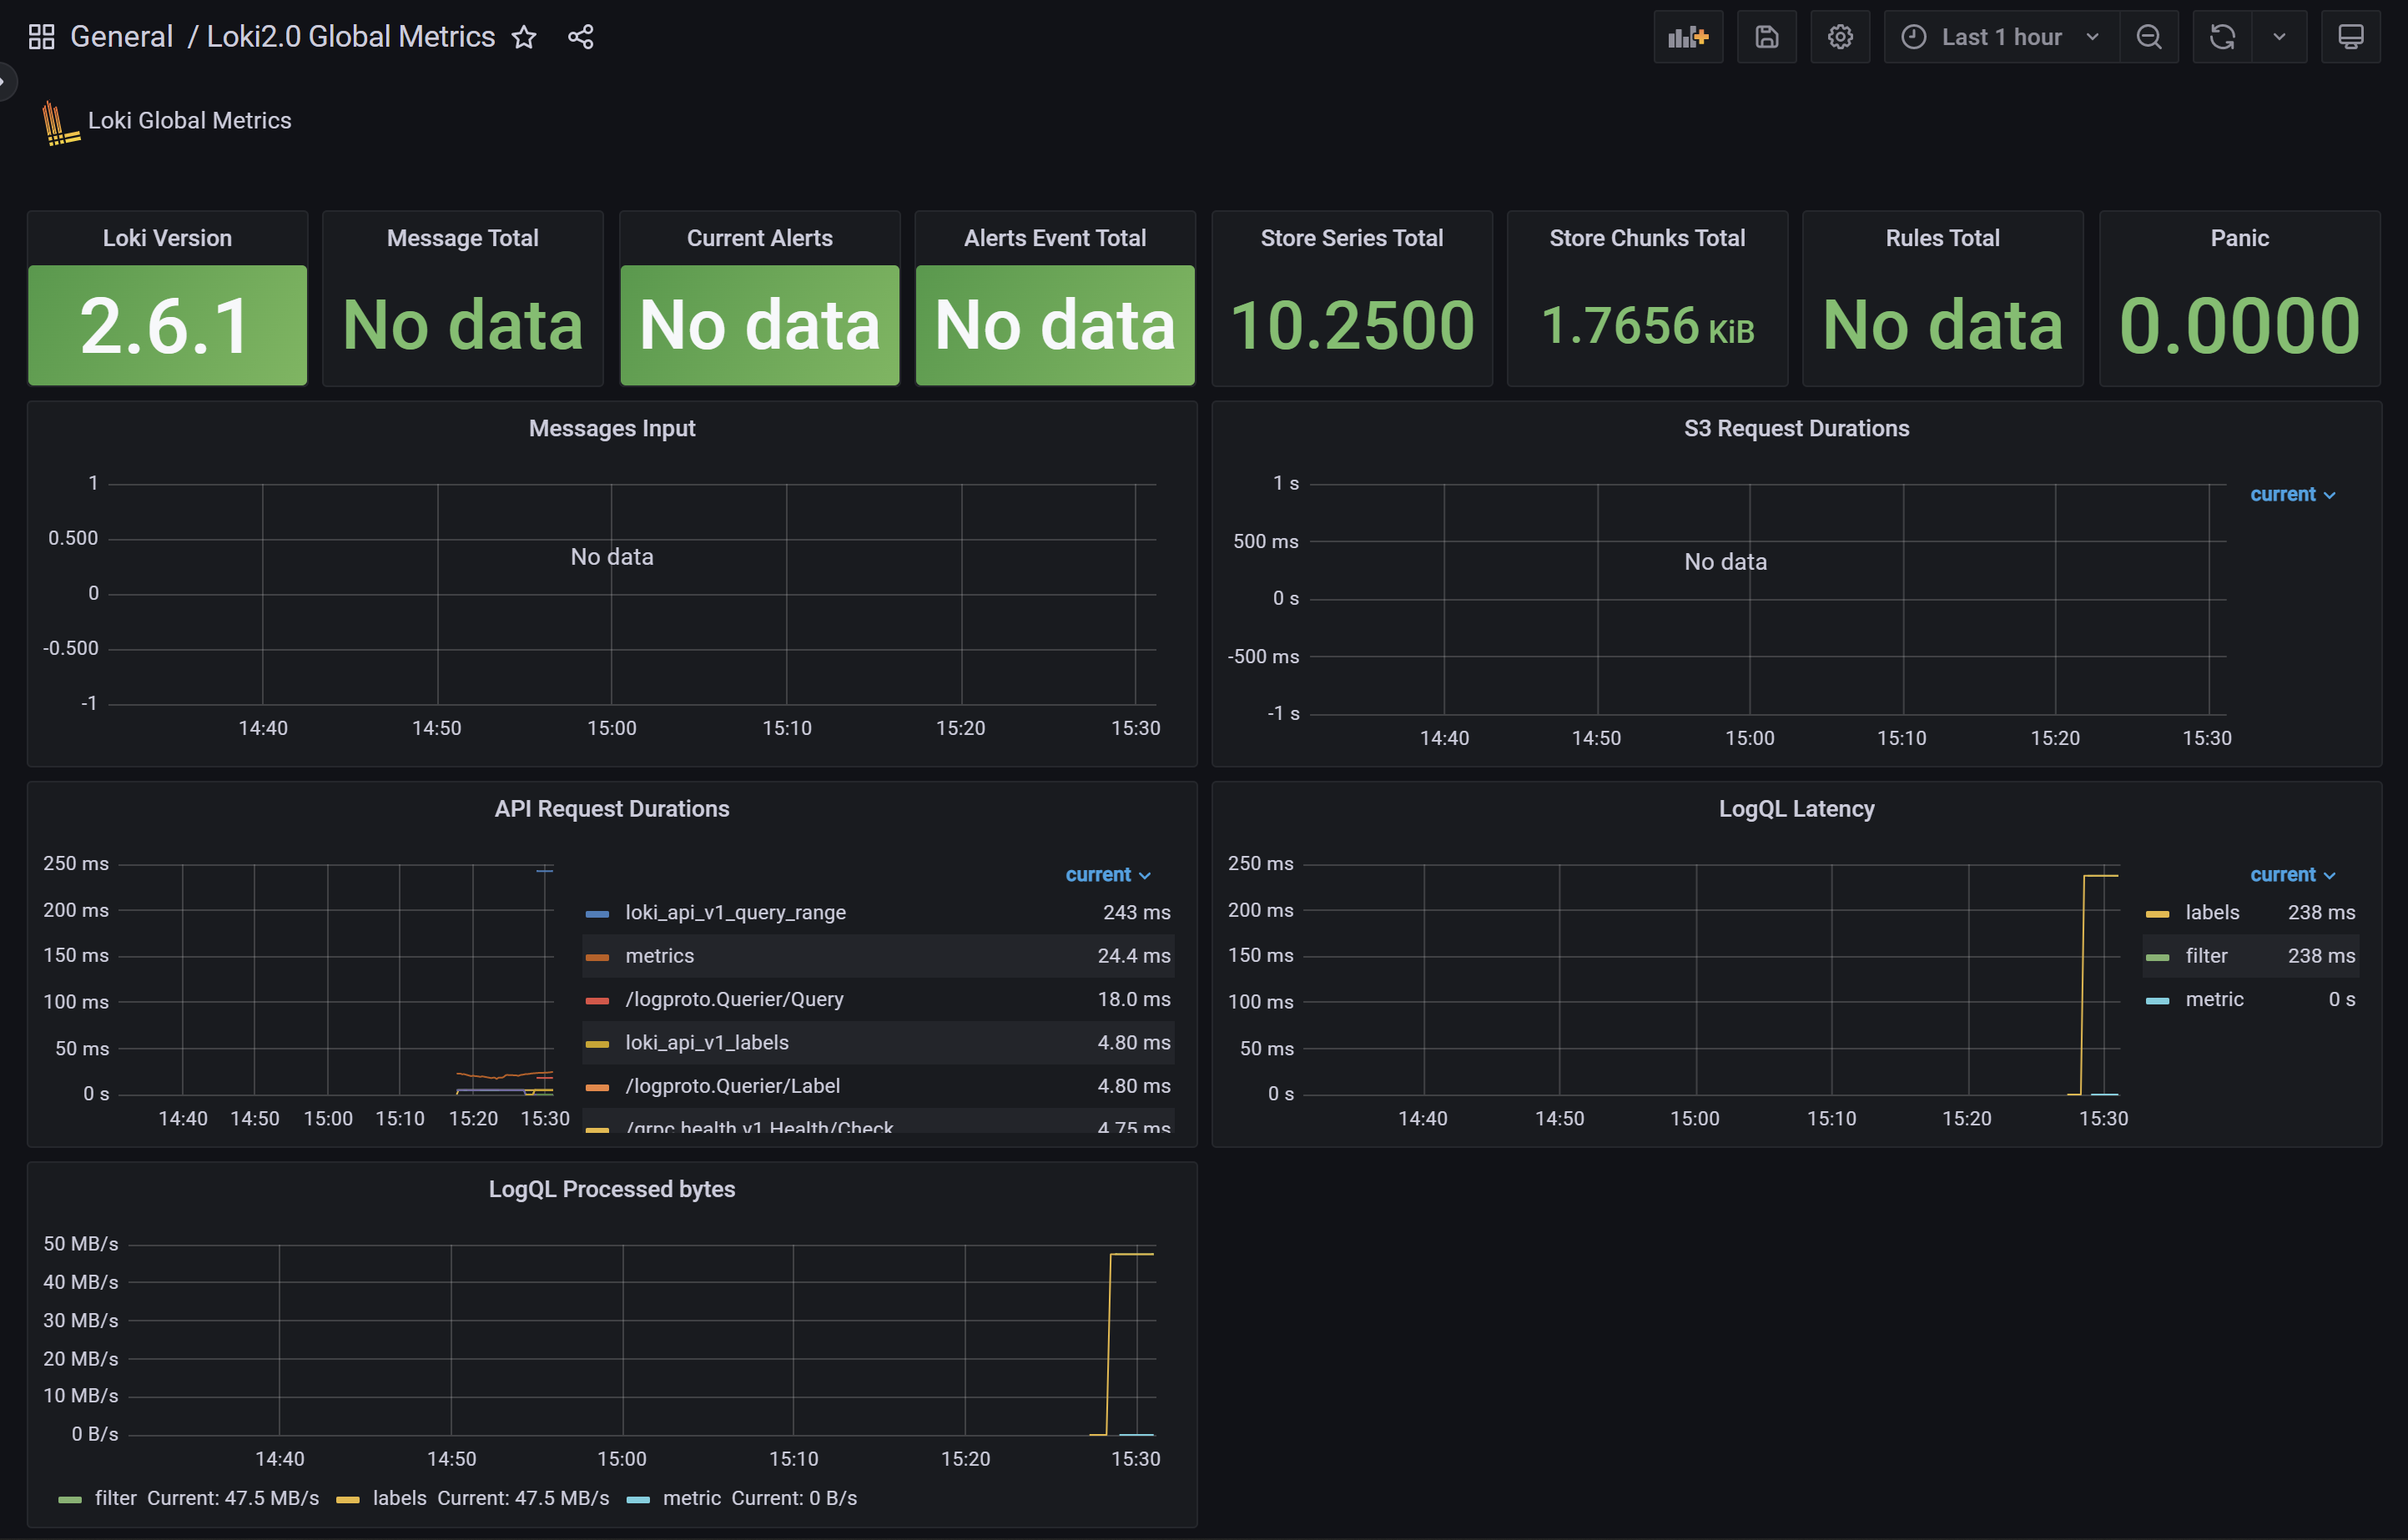 General / Loki2.0 Global Metrics
Last 1 hour
Loki Global Metrics
Loki Version
2.6.1
Message Total
No data
Current Alerts
No data
Alerts Event Total
No data
Store Series Total
10.2500
Store Chunks Total
1.7656 KiB
Rules Total
No data
Panic
0.0000
Messages Input
1
0.500
0
-0.500
-1
No data
14:40 14:50 15:00 15:10 15:20 15:30
S3 Request Durations
1 s
500 ms
0 s
-500 ms
-1 s
No data
14:40 14:50 15:00 15:10 15:20 15:30
current
API Request Durations
250 ms
200 ms
150 ms
100 ms
50 ms
0 s
14:40 14:50 15:00 15:10 15:20 15:30
current
loki_api_v1_query_range 243 ms
metrics 24.4 ms
/logproto.Querier/Query 18.0 ms
loki_api_v1_labels 4.80 ms
/logproto.Querier/Label 4.80 ms
/grpc.health.v1.Health/Check 4.75 ms
LogQL Latency
250 ms
200 ms
150 ms
100 ms
50 ms
0 s
14:40 14:50 15:00 15:10 15:20 15:30
current
labels 238 ms
filter 238 ms
metric 0 s
LogQL Processed bytes
50 MB/s
40 MB/s
30 MB/s
20 MB/s
10 MB/s
0 B/s
14:40 14:50 15:00 15:10 15:20 15:30
filter Current: 47.5 MB/s labels Current: 47.5 MB/s metric Current: 0 B/s